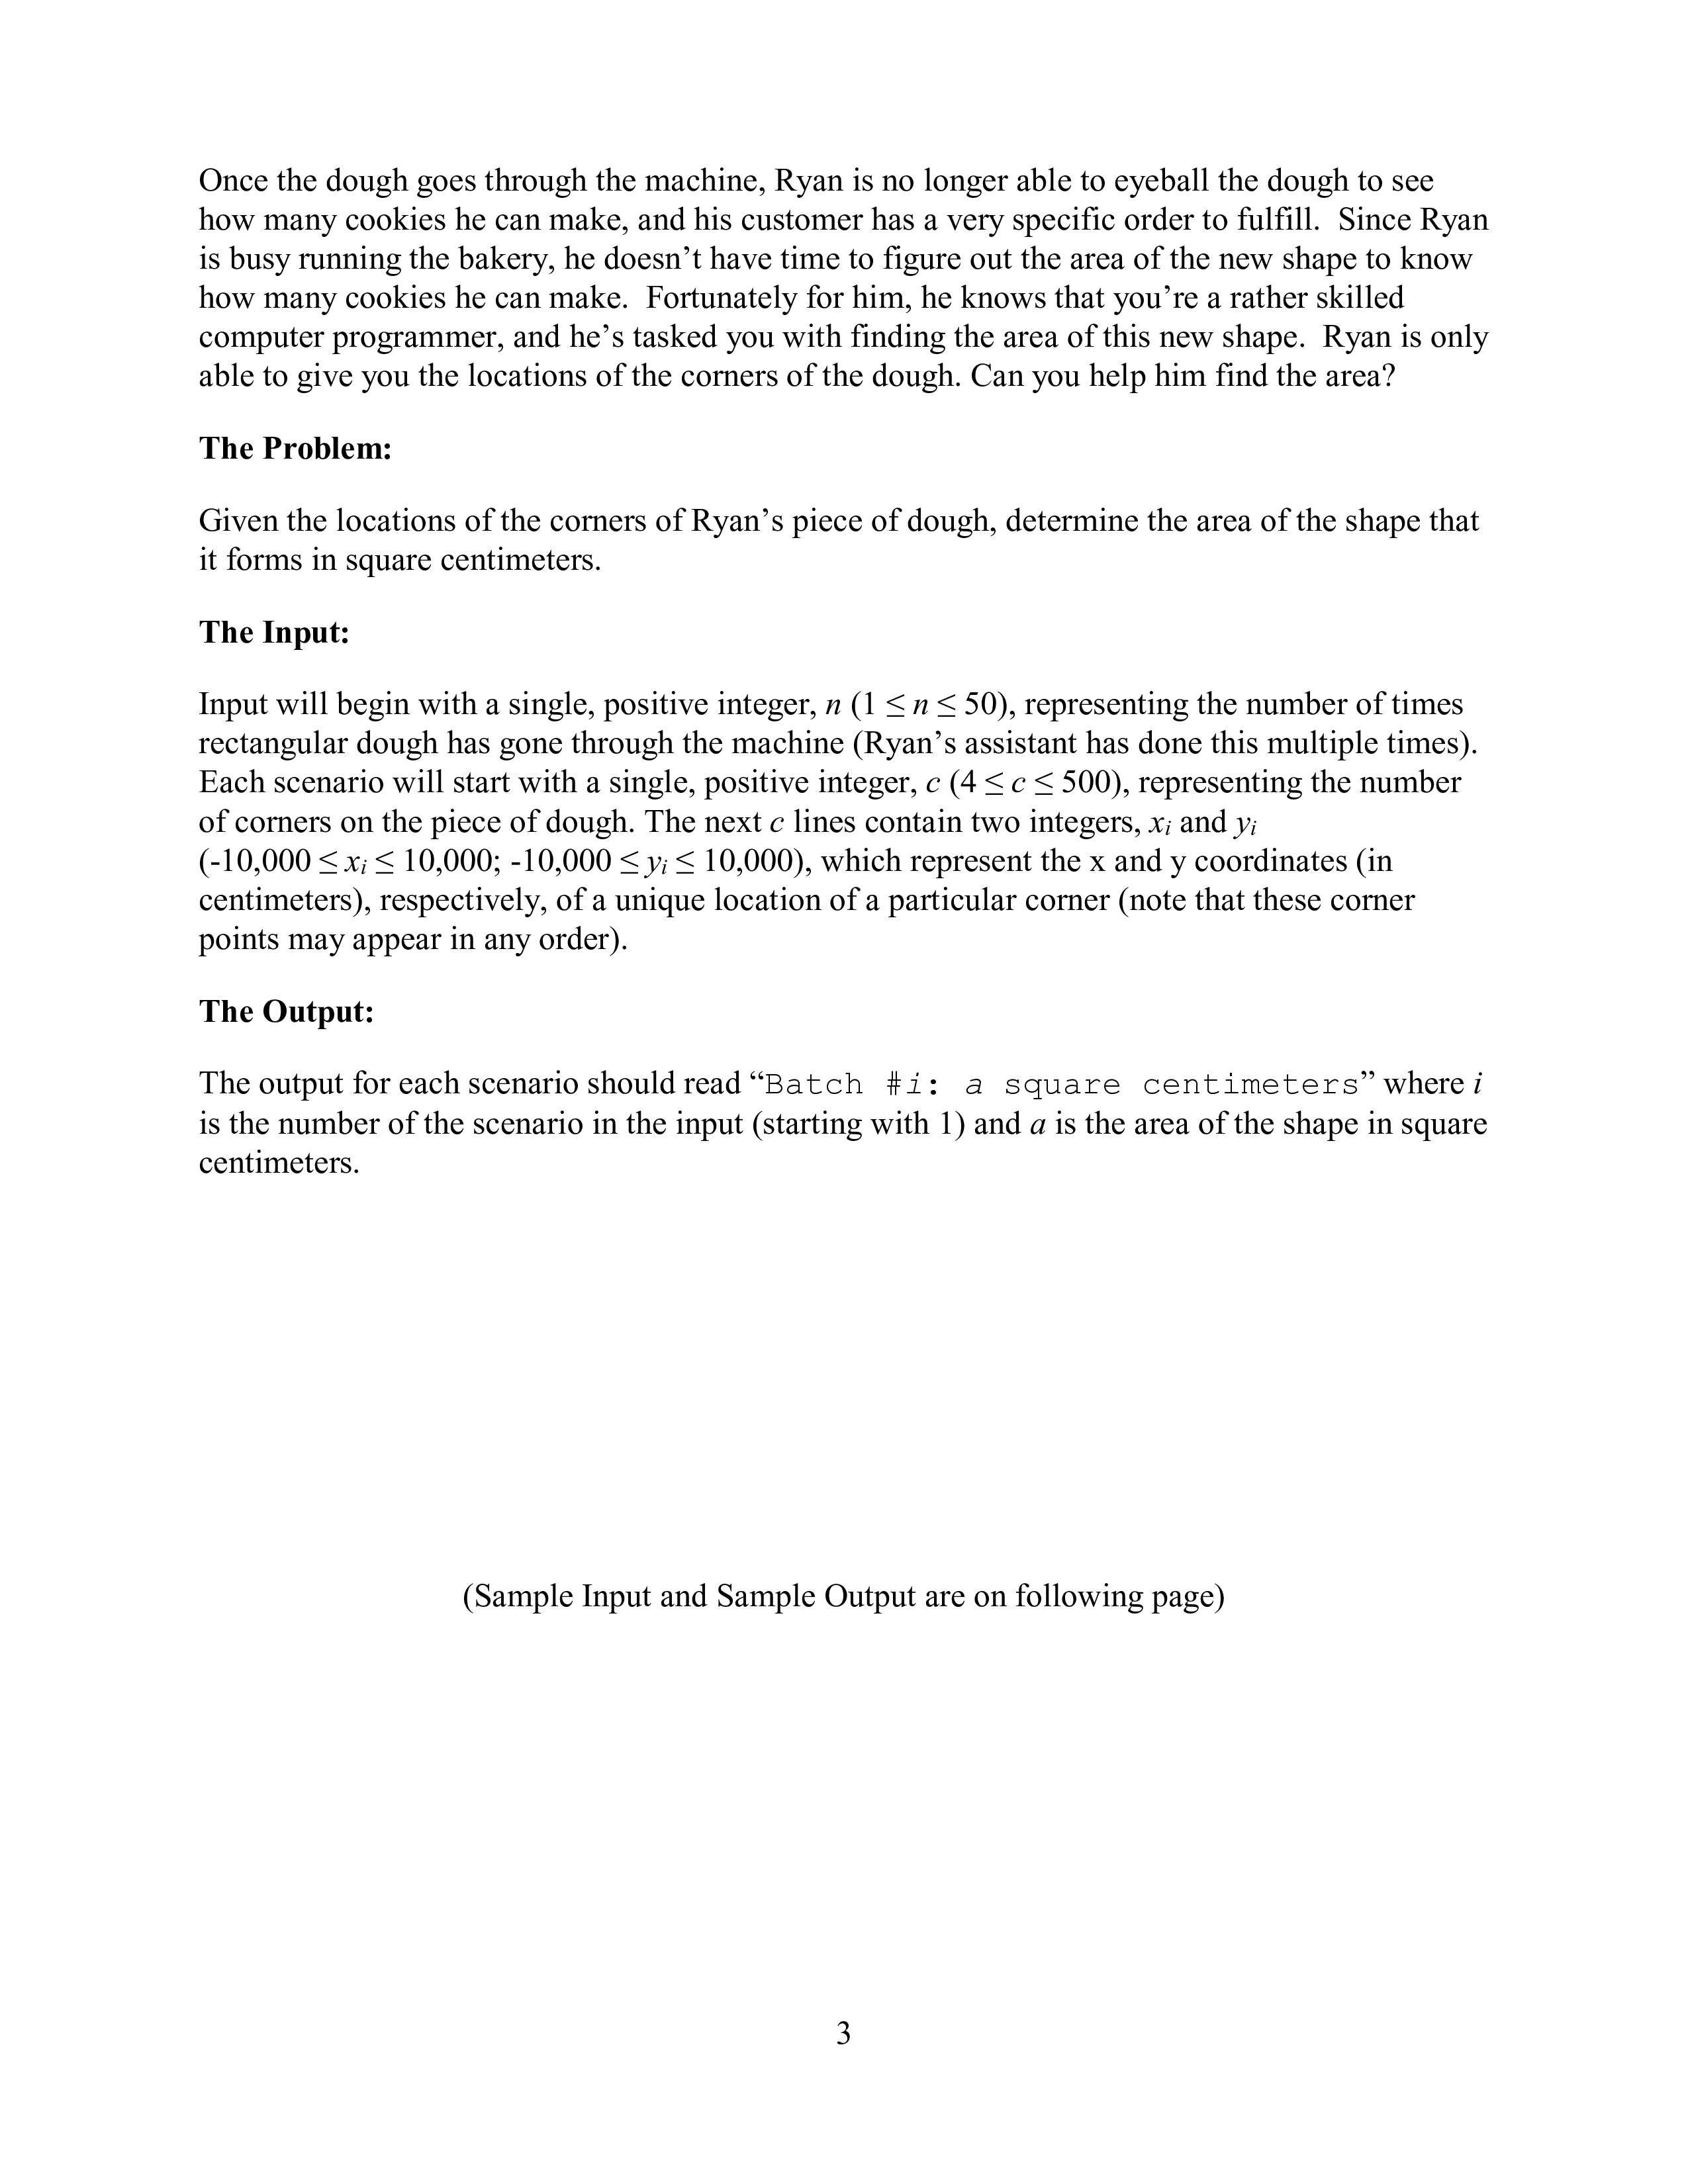 Once the dough goes through the machine, Ryan is no longer able to eyeball the dough to see
how many cookies he can make, and his customer has a very specific order to fulfill.  Since Ryan
is busy running the bakery, he doesn’t have time to figure out the area of the new shape to know
how many cookies he can make.  Fortunately for him, he knows that you’re a rather skilled
computer programmer, and he’s tasked you with finding the area of this new shape.  Ryan is only
able to give you the locations of the corners of the dough. Can you help him find the area?
The Problem:
Given the locations of the corners of Ryan’s piece of dough, determine the area of the shape that
it forms in square centimeters.
The Input:
Input will begin with a single, positive integer, n (1 ≤ n ≤ 50), representing the number of times
rectangular dough has gone through the machine (Ryan’s assistant has done this multiple times).
Each scenario will start with a single, positive integer, c (4 ≤ c ≤ 500), representing the number
of corners on the piece of dough. The next c lines contain two integers, xi and yi
(-10,000 ≤ xi ≤ 10,000; -10,000 ≤ yi ≤ 10,000), which represent the x and y coordinates (in
centimeters), respectively, of a unique location of a particular corner (note that these corner
points may appear in any order).
The Output:
The output for each scenario should read “Batch #i: a square centimeters” where i
is the number of the scenario in the input (starting with 1) and a is the area of the shape in square
centimeters.
(Sample Input and Sample Output are on following page)
3